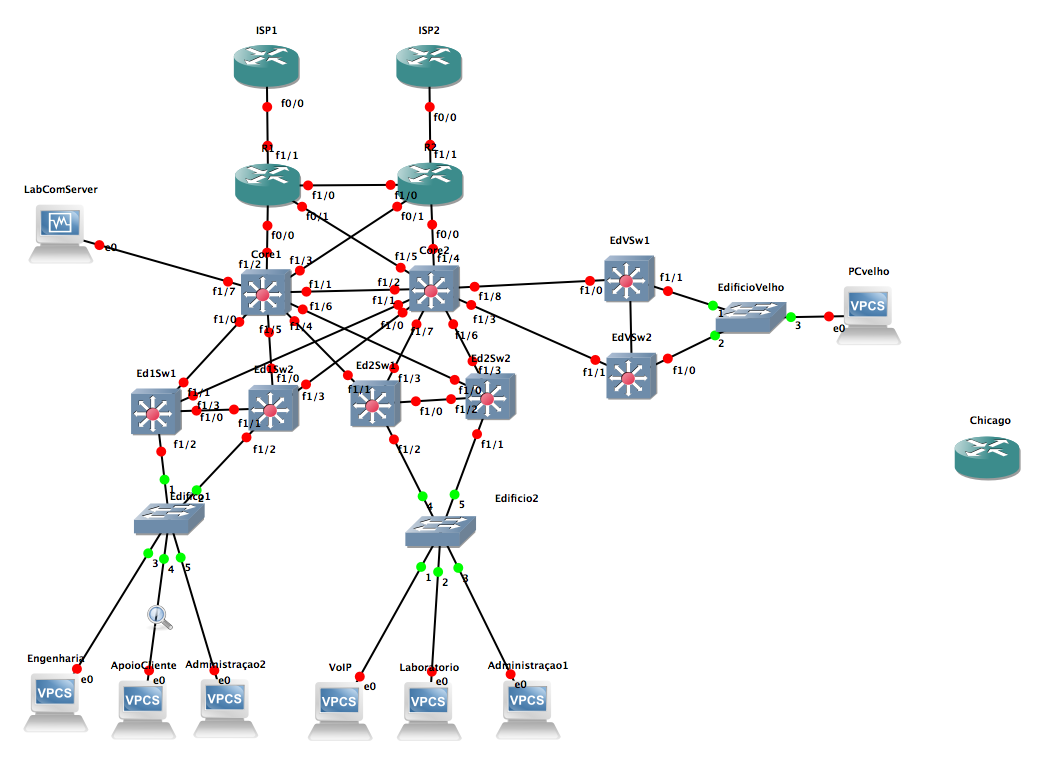 ISP1
ISP2
f0/0
f0/0
f1/1
R1
f1/1
R2
f1/0
f1/0
LabComServer
f0/1
f0/1
e0
f0/0
f0/0
Core1
Core2
f1/2
f1/3
f1/5
f1/4
f1/7
f1/1
f1/2
f1/8
f1/6
f1/1
f1/3
f1/0
f1/5
f1/4
f1/0
f1/7
f1/6
EdVSw1
f1/1
f1/0
EdificioVelho
PCvelho
VPCS
1
2
3
e0
EdVSw2
f1/1
f1/0
Ed1Sw1
Ed1Sw2
Ed2Sw1
Ed2Sw2
f1/1
f1/3
f1/0
f1/2
f1/0
f1/3
f1/1
f1/2
f1/3
f1/1
f1/0
f1/2
f1/3
f1/0
f1/2
f1/1
Chicago
1
2
Edificio1
3
4
5
4
5
Edificio2
1
2
3
Engenharia
ApoioCliente
Administraçao2
VoIP
Laboratorio
Administraçao1
e0
e0
e0
e0
e0
e0
VPCS
VPCS
VPCS
VPCS
VPCS
VPCS